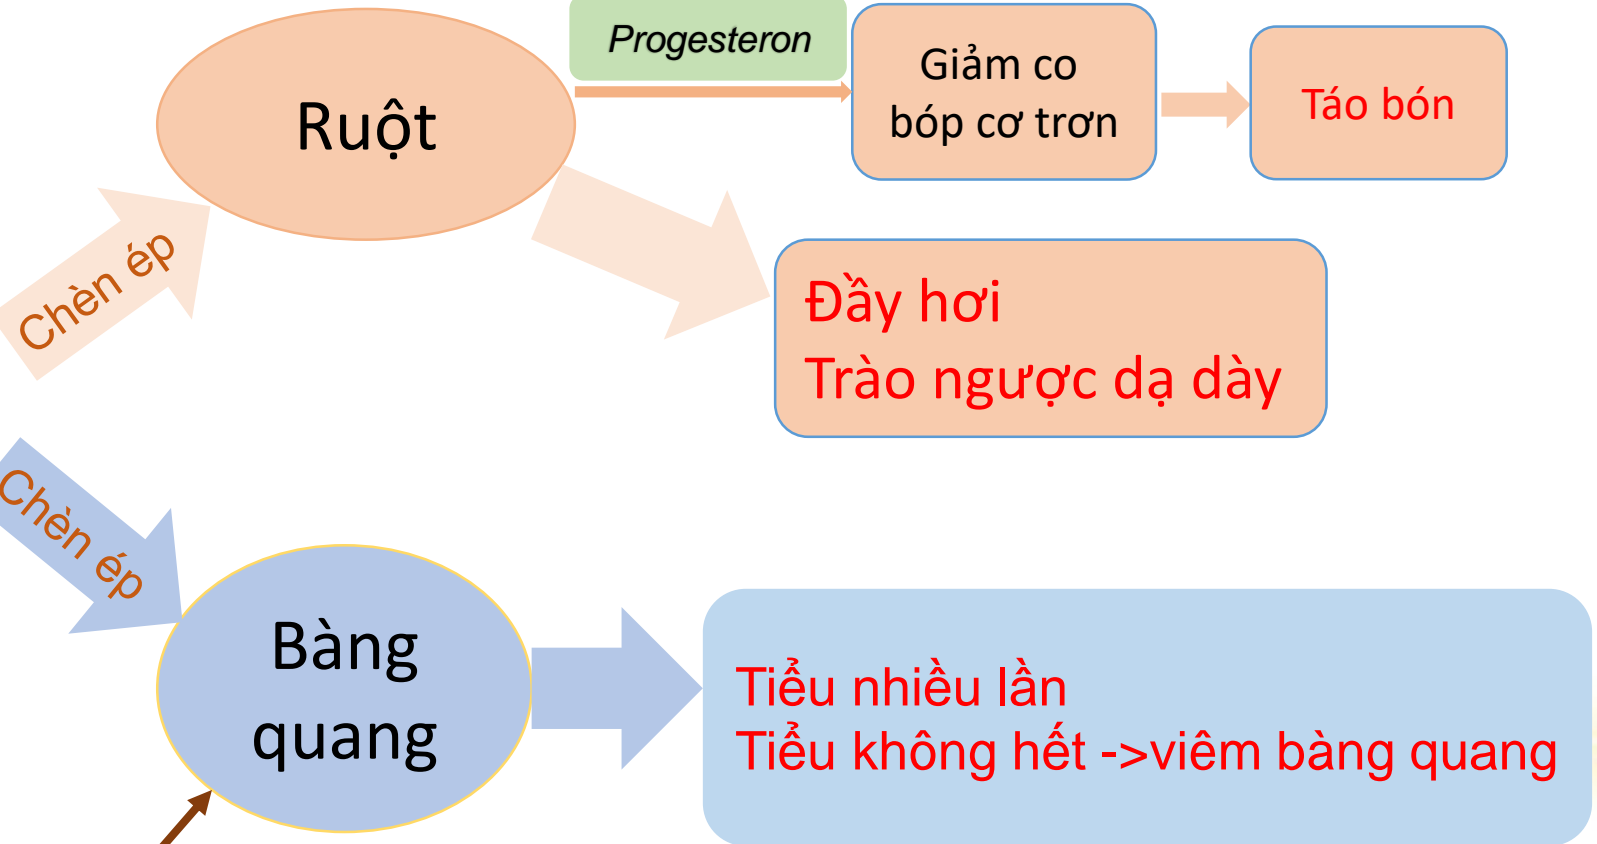 Progesteron
Ruột
Giảm co
bóp cơ trơn
Táo bón
Chèn ép
Đầy hơi
Trào ngược dạ dày
Chèn ép
Bàng
quang
Tiểu nhiều lần
Tiểu không hết ->viêm bàng quang